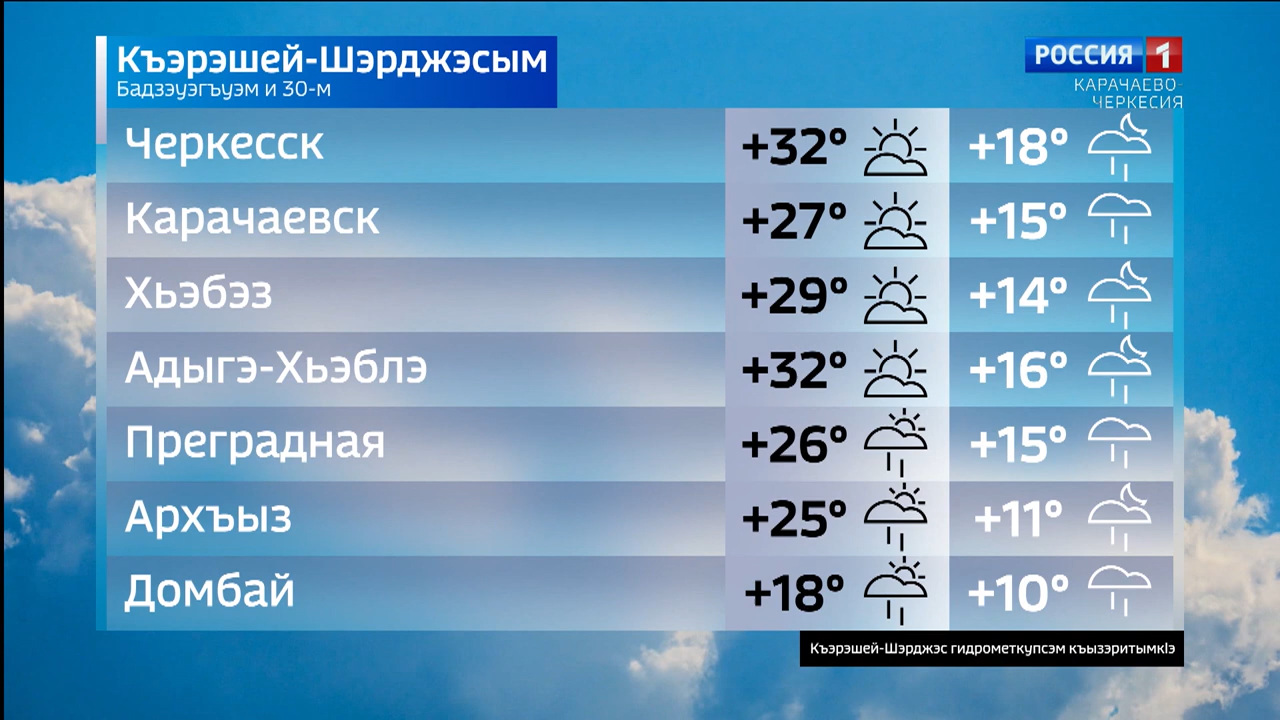 Къэрэшей-Шэрджэсым
Бадзэуэгъуэм и 30-м
РОССИЯ 1
КАРАЧАЕВО-
ЧЕРКЕСИЯ
Черкесск +32° +18°
Карачаевск +27° +15°
Хьэбэз +29° +14°
Адыгэ-Хьэблэ +32° +16°
Преградная +26° +15°
Архъыз +25° +11°
Домбай +18° +10°
Къэрэшей-Шэрджэс гидрометкупсэм къызэритымкIэ